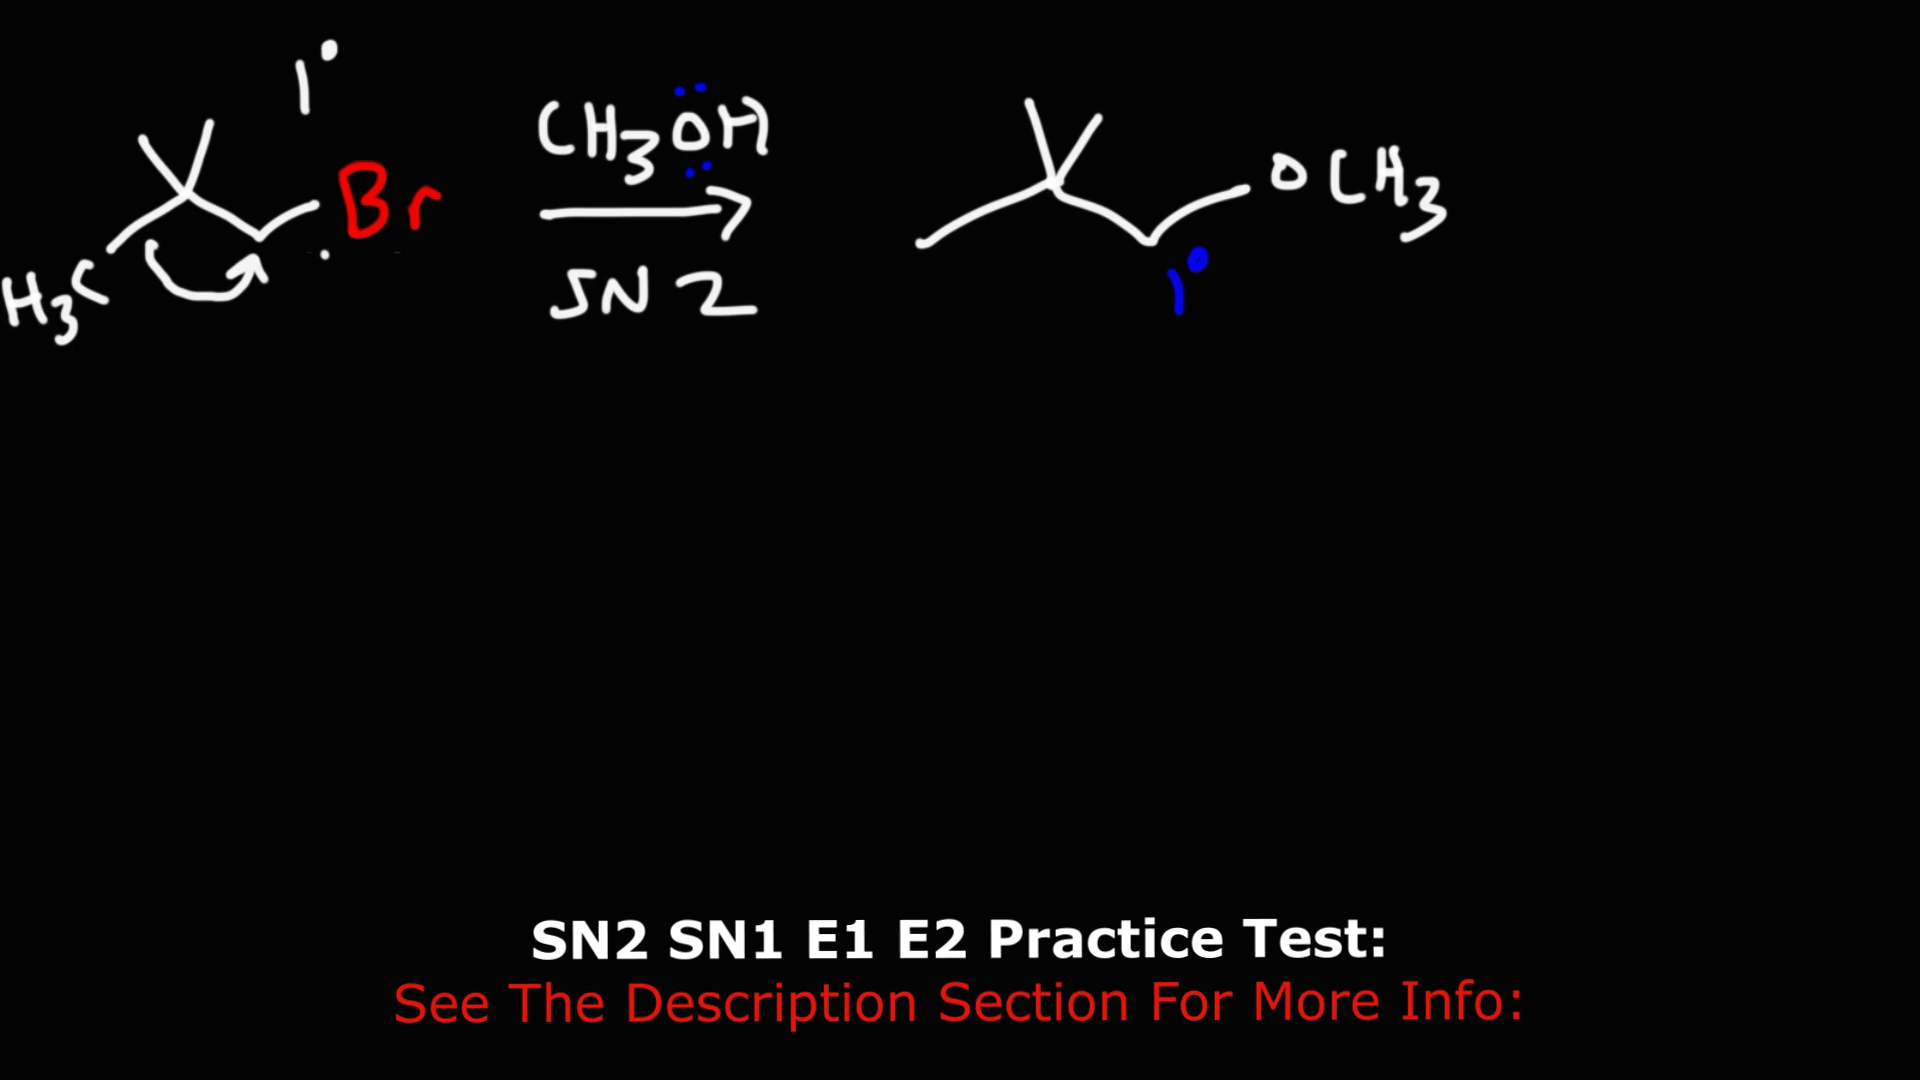 1°
H3C Br
CH3OH
SN2
OCH3
1°
SN2 SN1 E1 E2 Practice Test:
See The Description Section For More Info: